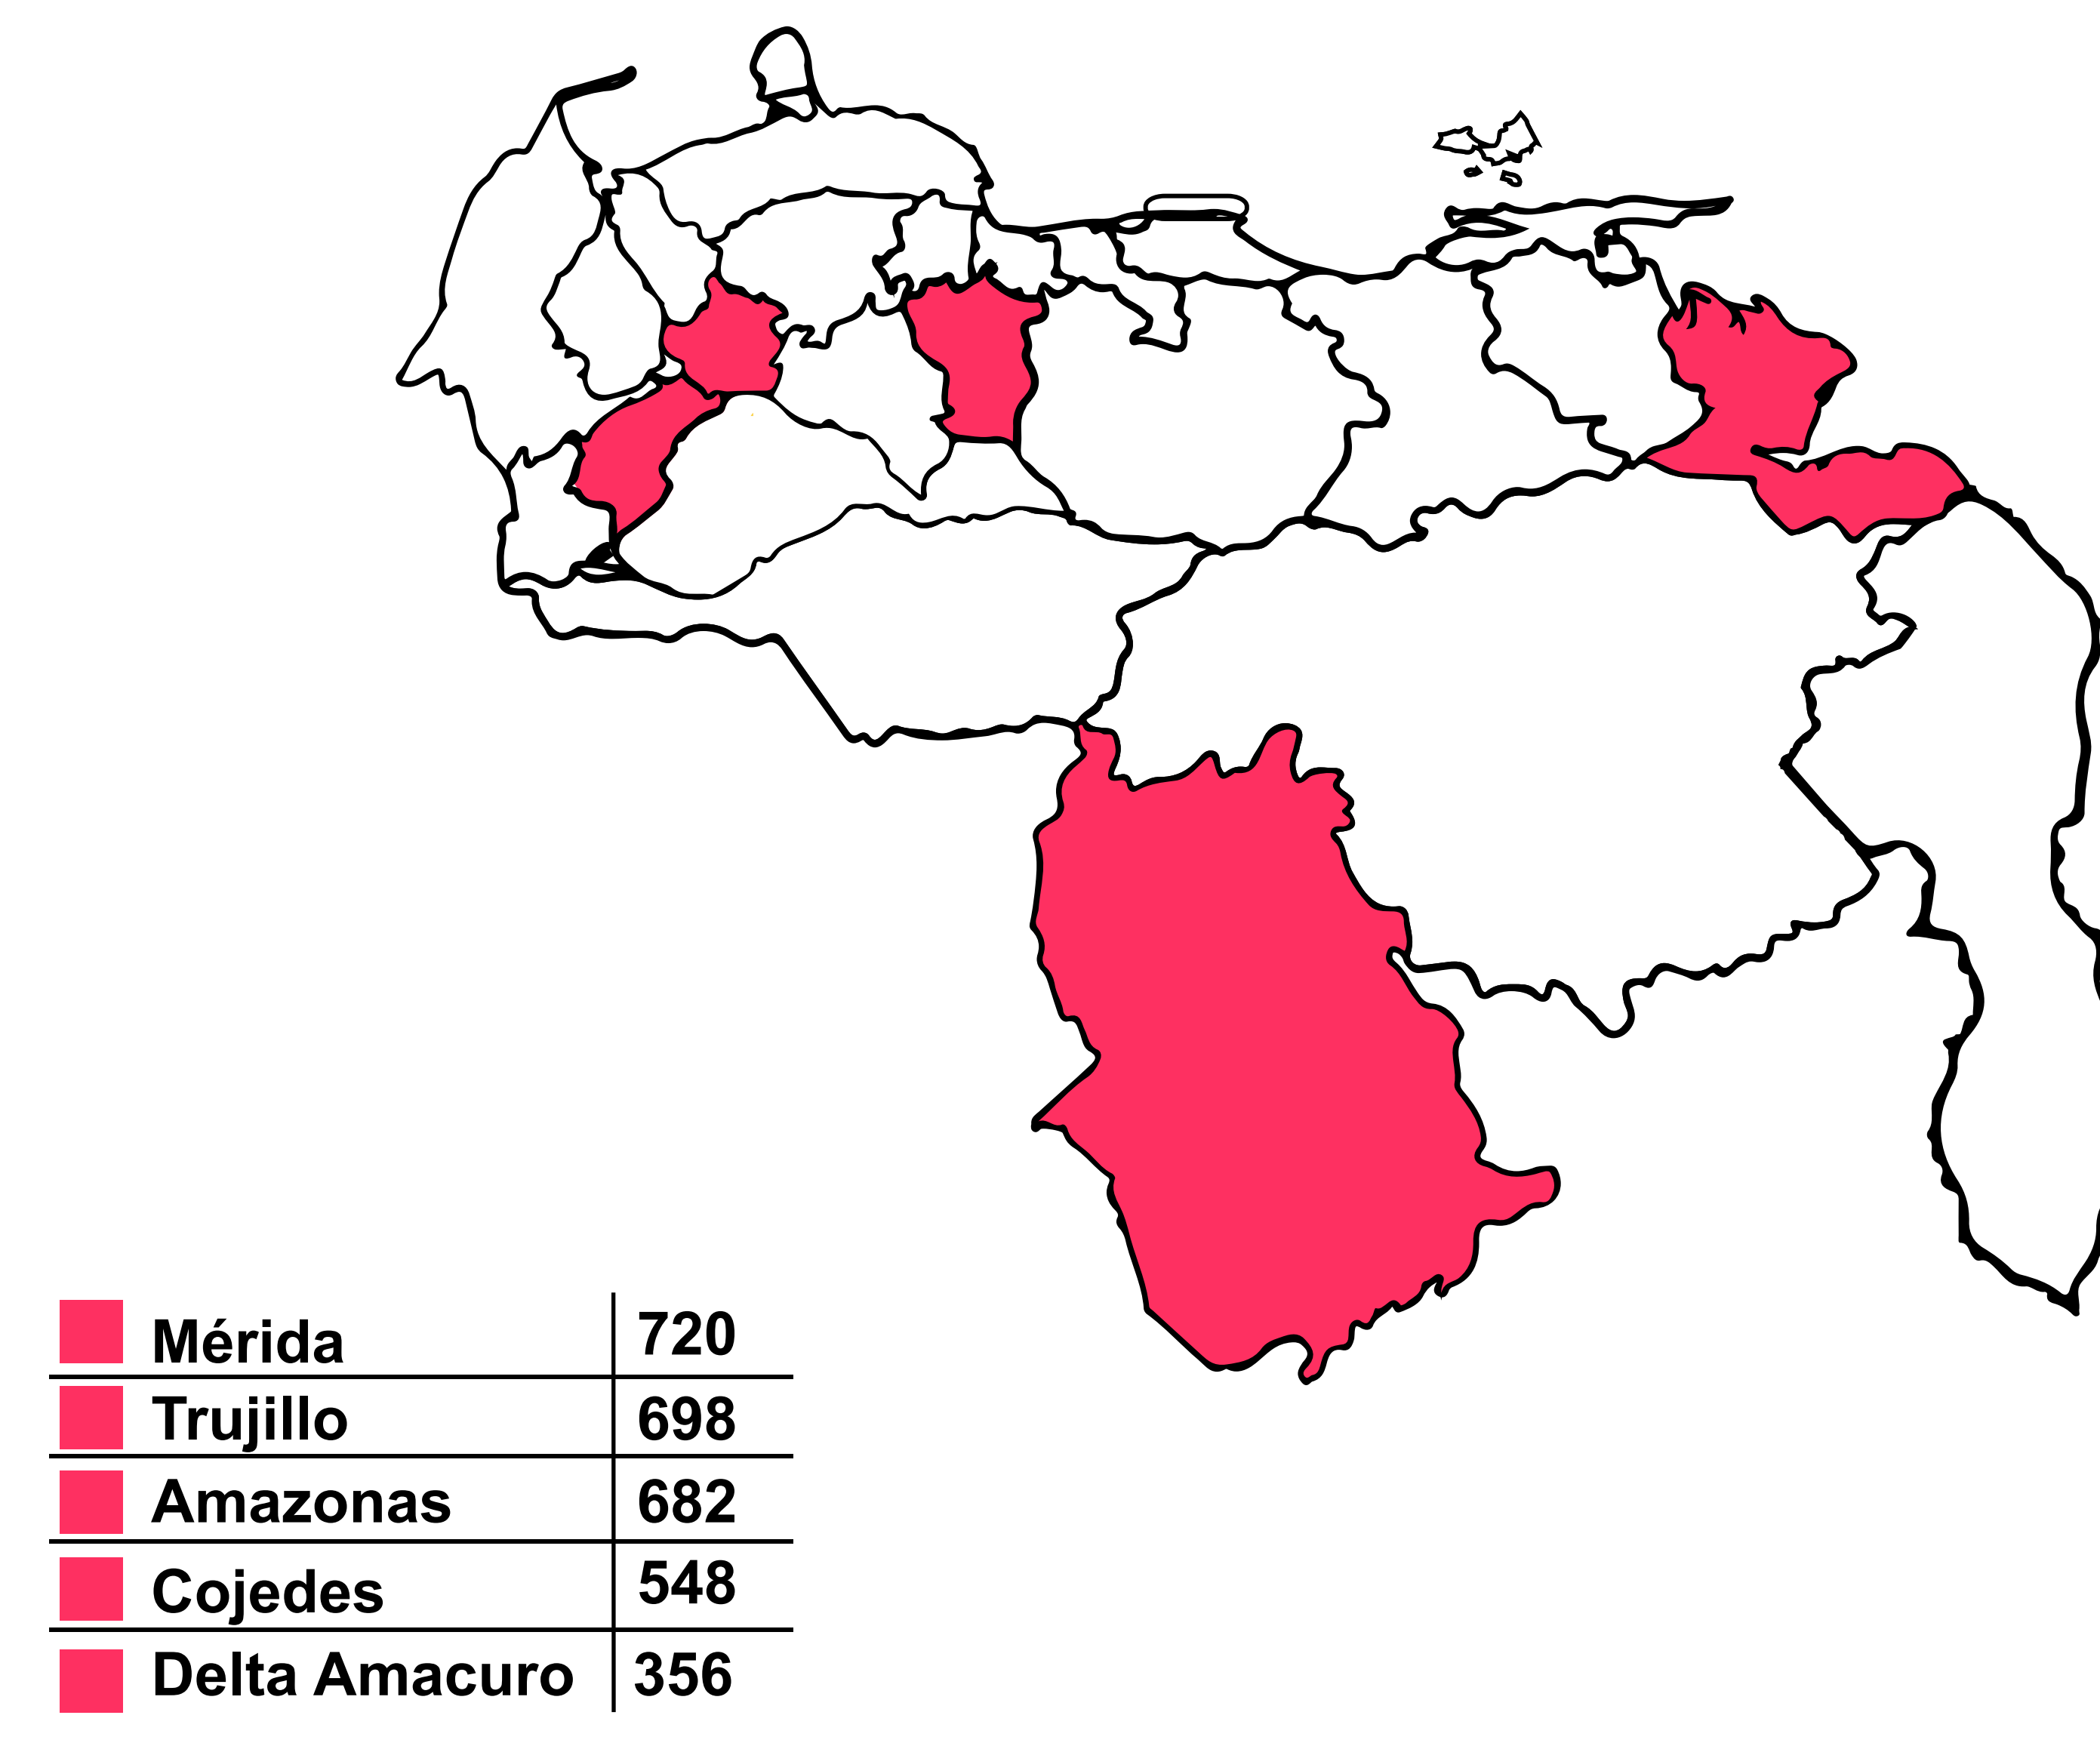 Mérida 720
Trujillo 698
Amazonas 682
Cojedes 548
Delta Amacuro 356